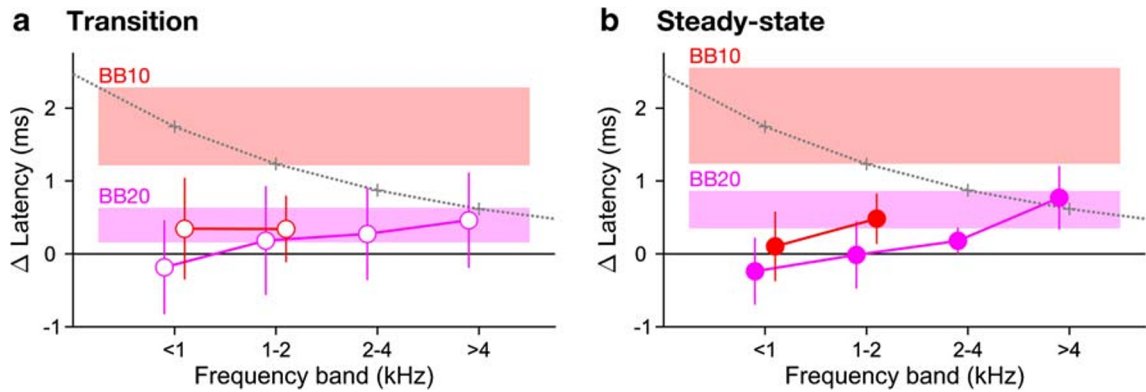 a Transition
BB10
BB20
Δ Latency (ms)
2
1
0
-1
<1
1-2
2-4
>4
Frequency band (kHz)
b Steady-state
BB10
BB20
Δ Latency (ms)
2
1
0
-1
<1
1-2
2-4
>4
Frequency band (kHz)